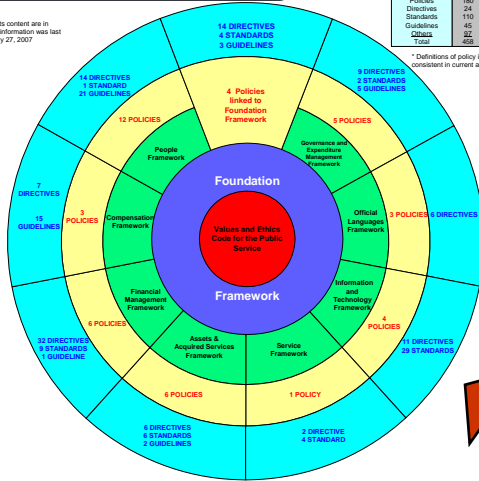 ts content are in
information was last
y 27, 2007
Policies 180
Directives 24
Standards 110
Guidelines 45
Others 97
Total 458
* Definitions of policy i
consistent in current a
14 DIRECTIVES
4 STANDARDS
3 GUIDELINES
14 DIRECTIVES
1 STANDARD
21 GUIDELINES
9 DIRECTIVES
2 STANDARDS
5 GUIDELINES
4 Policies
linked to
Foundation
Framework
12 POLICIES
5 POLICIES
People
Framework
Governance and
Expenditure
Management
Framework
7
DIRECTIVES
15
GUIDELINES
3
POLICIES
Compensation
Framework
Foundation
Values and Ethics
Code for the Public
Service
Framework
Official
Languages
Framework
3 POLICIES
6 DIRECTIVES
Financial
Management
Framework
Information
and
Technology
Framework
6 POLICIES
4
POLICIES
32 DIRECTIVES
9 STANDARDS
1 GUIDELINE
11 DIRECTIVES
29 STANDARDS
Assets &
Acquired Services
Framework
Service
Framework
6 POLICIES
1 POLICY
6 DIRECTIVES
6 STANDARDS
2 GUIDELINES
2 DIRECTIVE
4 STANDARD